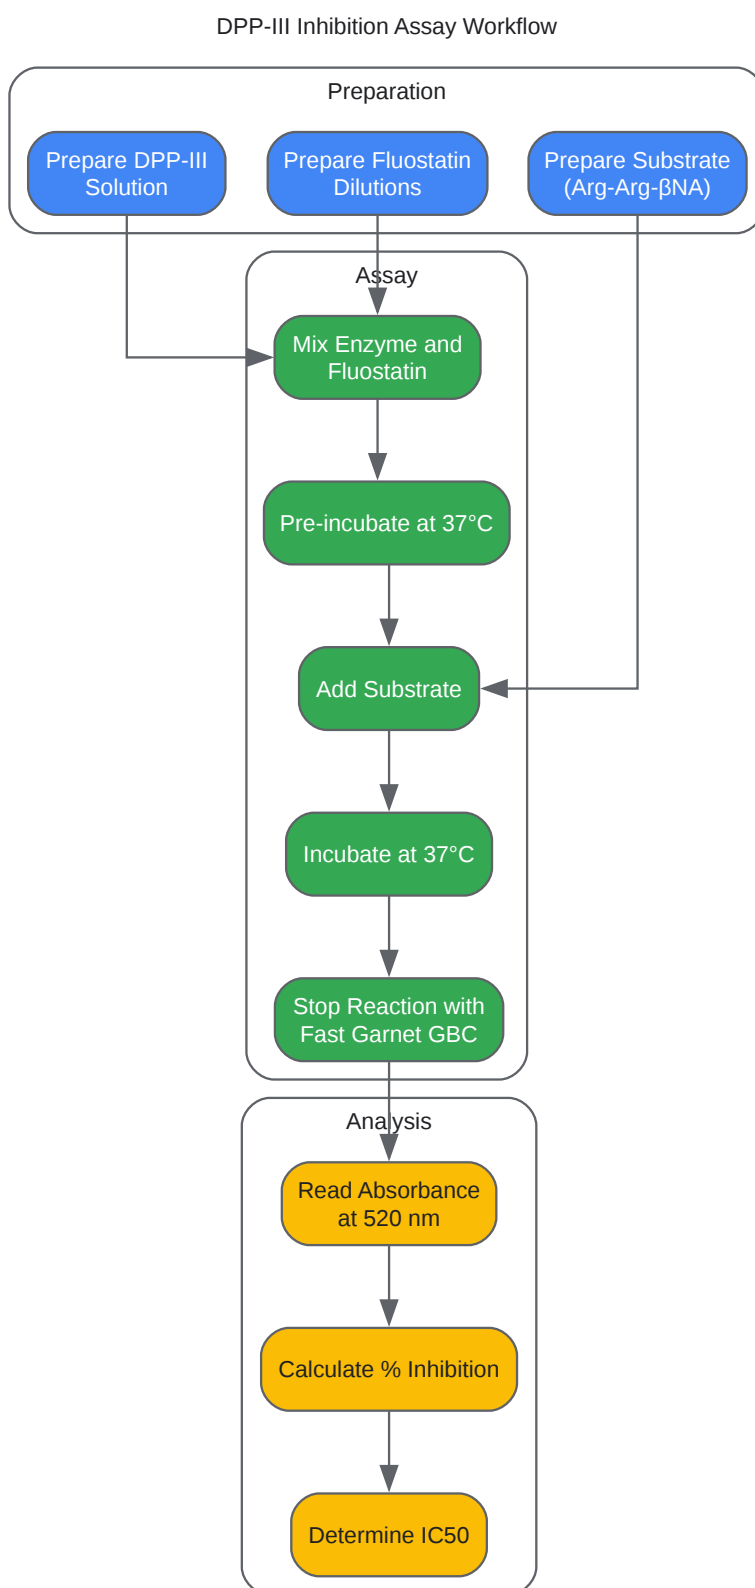 DPP-III Inhibition Assay Workflow
Preparation
Prepare DPP-III
Solution
Prepare Fluostatin
Dilutions
Prepare Substrate
(Arg-Arg-βNA)
Assay
Mix Enzyme and
Fluostatin
Pre-incubate at 37°C
Add Substrate
Incubate at 37°C
Stop Reaction with
Fast Garnet GBC
Analysis
Read Absorbance
at 520 nm
Calculate % Inhibition
Determine IC50